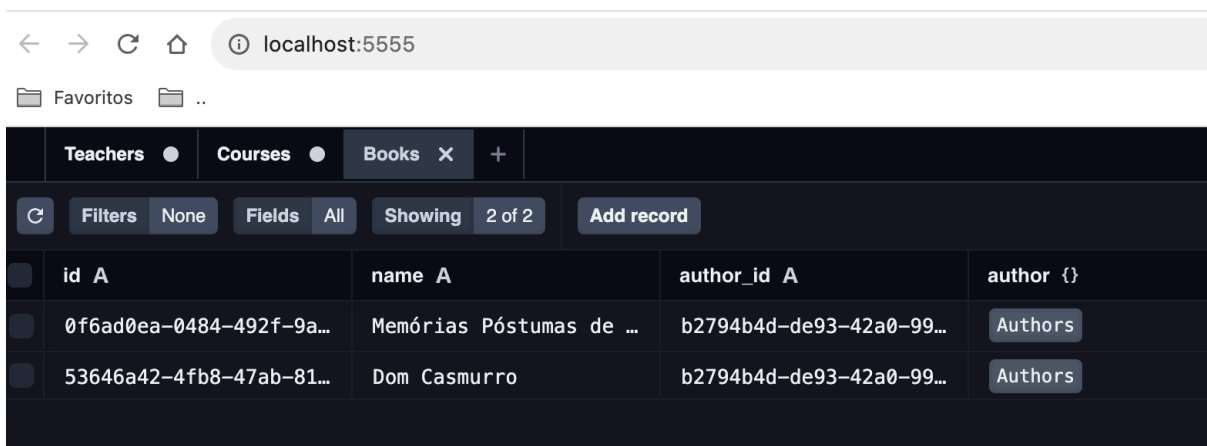 localhost:5555
Favoritos ..
Teachers Courses Books +
Filters None Fields All Showing 2 of 2 Add record
id A name A author_id A author {}
0f6ad0ea-0484-492f-9a… Memórias Póstumas de … b2794b4d-de93-42a0-99… Authors
53646a42-4fb8-47ab-81… Dom Casmurro b2794b4d-de93-42a0-99… Authors